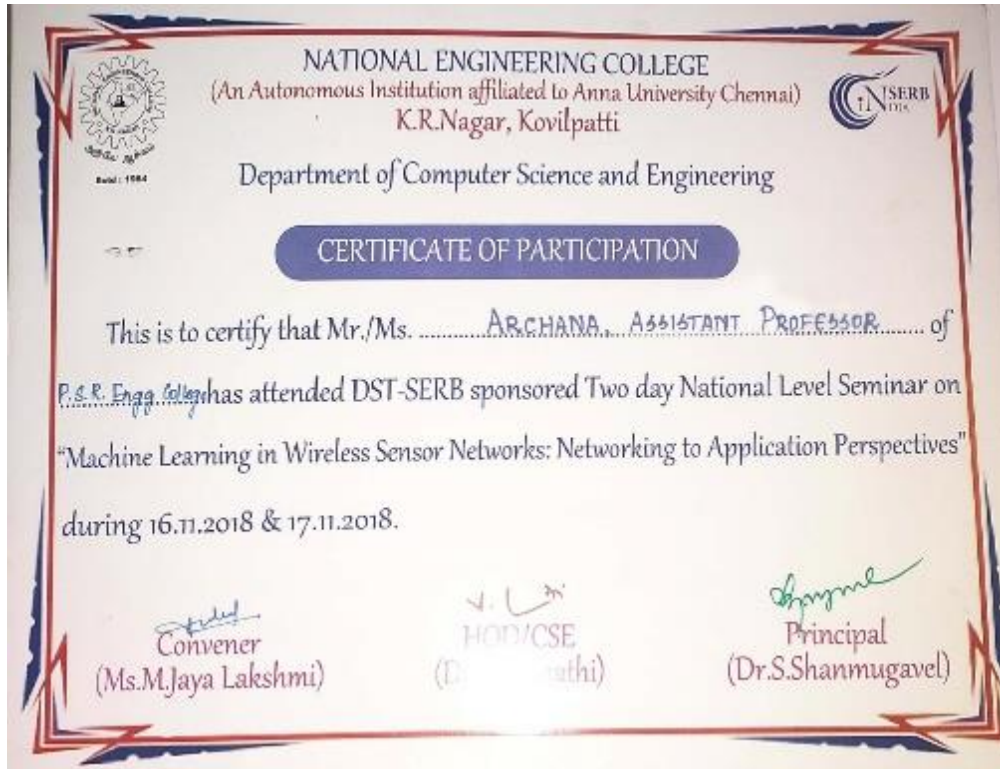 NATIONAL ENGINEERING COLLEGE
(An Autonomous Institution affiliated to Anna University Chennai)
K.R.Nagar, Kovilpatti
SERB
Estd : 1984
Department of Computer Science and Engineering
CERTIFICATE OF PARTICIPATION
This is to certify that Mr./Ms. ARCHANA, ASSISTANT PROFESSOR of
P.S.R. Engg College has attended DST-SERB sponsored Two day National Level Seminar on
"Machine Learning in Wireless Sensor Networks: Networking to Application Perspectives"
during 16.11.2018 & 17.11.2018.
Convener HOD/CSE Principal
(Ms.M.Jaya Lakshmi) (Dr.S.Shanmugavel)